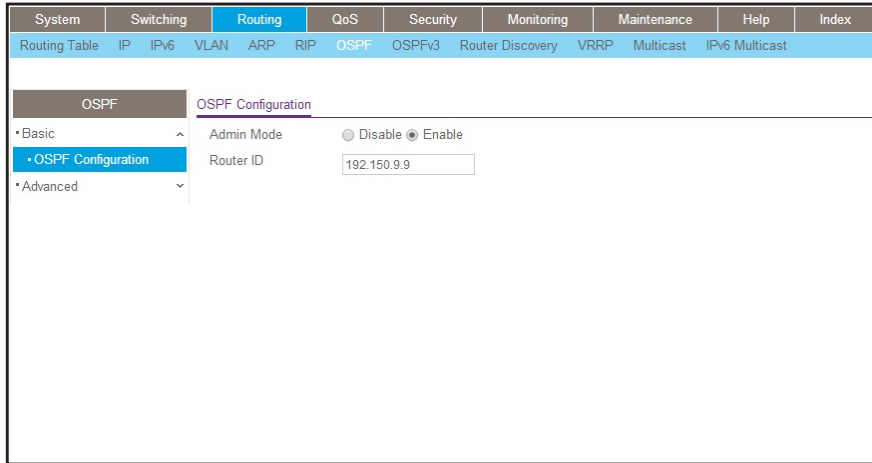 System Switching Routing QoS Security Monitoring Maintenance Help Index
Routing Table IP IPv6 VLAN ARP RIP OSPF OSPFv3 Router Discovery VRRP Multicast IPv6 Multicast
OSPF
Basic
OSPF Configuration
Advanced
OSPF Configuration
Admin Mode Disable Enable
Router ID 192.150.9.9